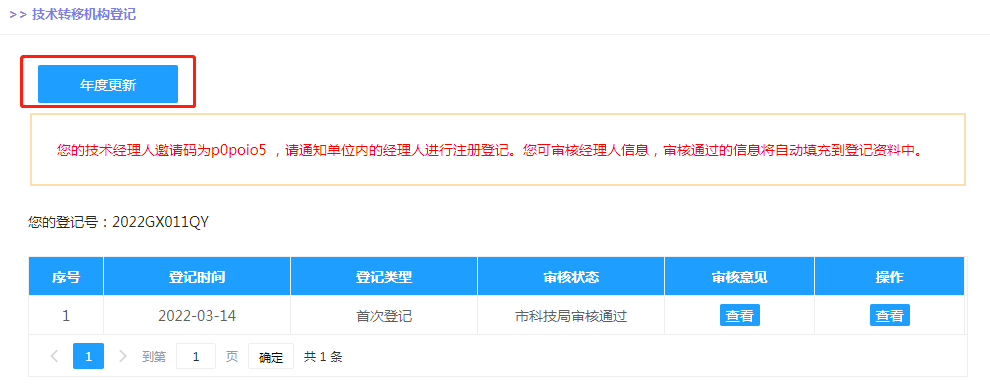 >> 技术转移机构登记
年度更新
您的技术经理人邀请码为p0poio5 ，请通知单位内的经理人进行注册登记。您可审核经理人信息，审核通过的信息将自动填充到登记资料中。
您的登记号：2022GX011QY
序号 登记时间 登记类型 审核状态 审核意见 操作
1 2022-03-14 首次登记 市科技局审核通过 查看 查看
1 到第 1 页 确定 共 1 条